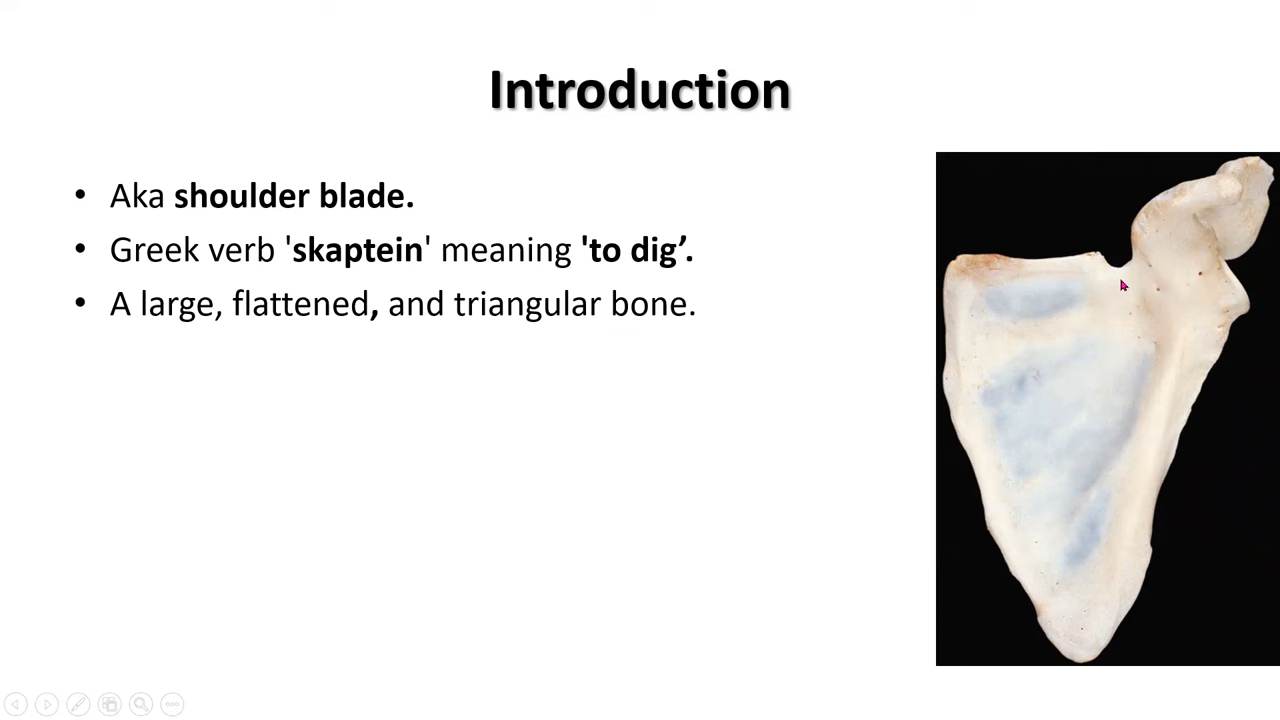 Introduction
• Aka shoulder blade.
• Greek verb 'skaptein' meaning 'to dig’.
• A large, flattened, and triangular bone.